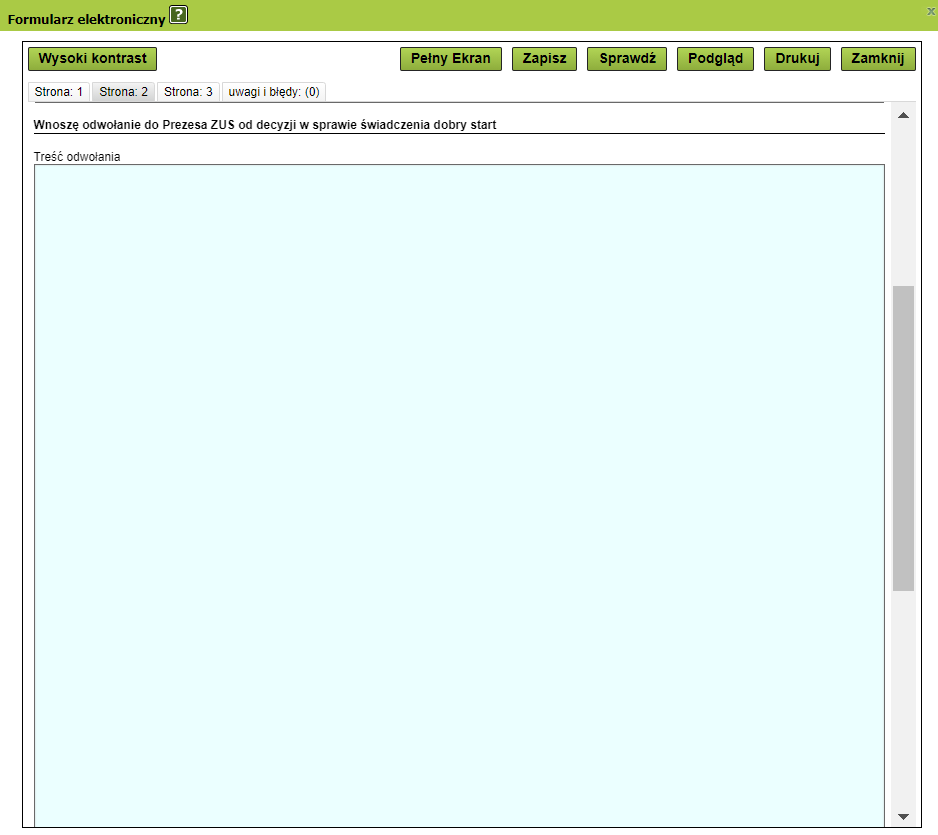 Formularz elektroniczny ?
x
Wysoki kontrast Pełny Ekran Zapisz Sprawdź Podgląd Drukuj Zamknij
Strona: 1 Strona: 2 Strona: 3 uwagi i błędy: (0)
Wnoszę odwołanie do Prezesa ZUS od decyzji w sprawie świadczenia dobry start
Treść odwołania